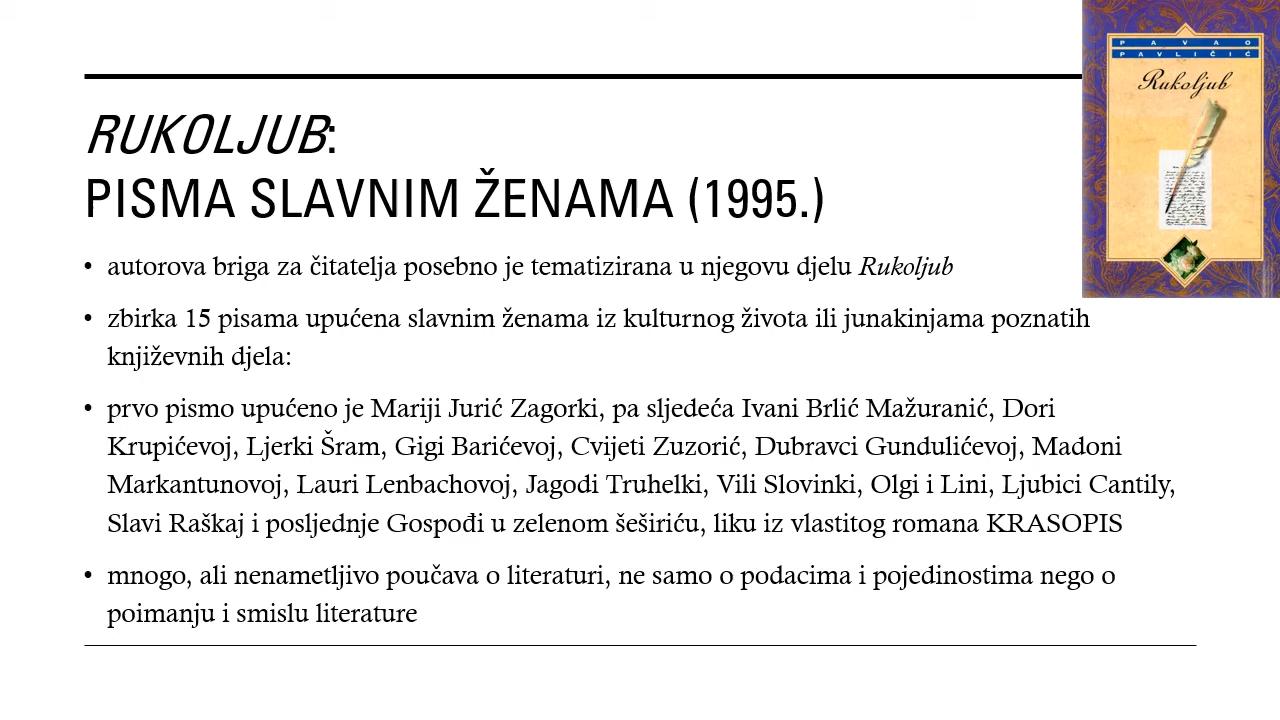 PAVAO
PAVLIČIĆ
Rukoljub
RUKOLJUB:
PISMA SLAVNIM ŽENAMA (1995.)
• autorova briga za čitatelja posebno je tematizirana u njegovu djelu Rukoljub
• zbirka 15 pisama upućena slavnim ženama iz kulturnog života ili junakinjama poznatih
književnih djela:
• prvo pismo upućeno je Mariji Jurić Zagorki, pa sljedeća Ivani Brlić Mažuranić, Dori
Krupićevoj, Ljerki Šram, Gigi Barićevoj, Cvijeti Zuzorić, Dubravci Gundulićevoj, Madoni
Markantunovoj, Lauri Lenbachovoj, Jagodi Truhelki, Vili Slovinki, Olgi i Lini, Ljubici Cantily,
Slavi Raškaj i posljednje Gospođi u zelenom šeširiću, liku iz vlastitog romana KRASOPIS
• mnogo, ali nenametljivo poučava o literaturi, ne samo o podacima i pojedinostima nego o
poimanju i smislu literature